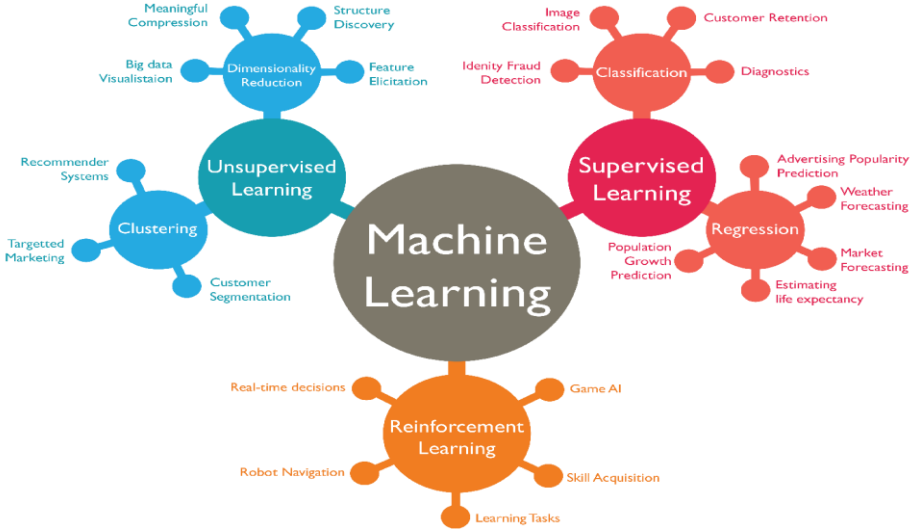 Meaningful
Compression
Structure
Discovery
Big data
Visualistaion
Dimensionality
Reduction
Feature
Elicitation
Unsupervised
Learning
Recommender
Systems
Clustering
Targetted
Marketing
Customer
Segmentation
Image
Classification
Customer Retention
Idenity Fraud
Detection
Classification
Diagnostics
Supervised
Learning
Advertising Popularity
Prediction
Weather
Forecasting
Regression
Population
Growth
Prediction
Market
Forecasting
Estimating
life expectancy
Machine
Learning
Real-time decisions
Game AI
Reinforcement
Learning
Robot Navigation
Skill Acquisition
Learning Tasks